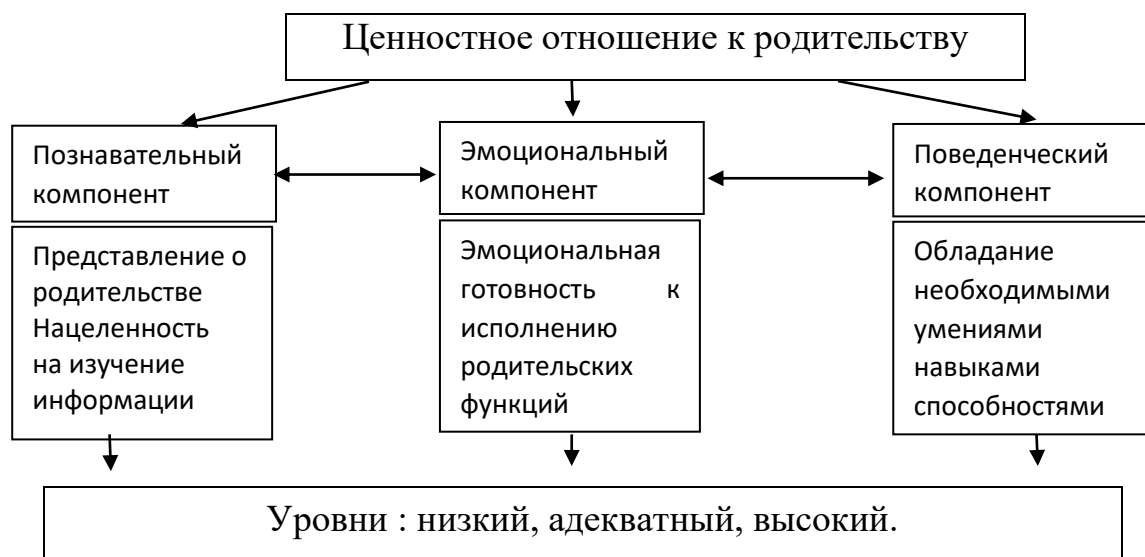 Ценностное отношение к родительству
Познавательный
компонент
Эмоциональный
компонент
Поведенческий
компонент
Представление о
родительстве
Нацеленность
на изучение
информации
Эмоциональная
готовность к
исполнению
родительских
функций
Обладание
необходимыми
умениями
навыками
способностями
Уровни : низкий, адекватный, высокий.